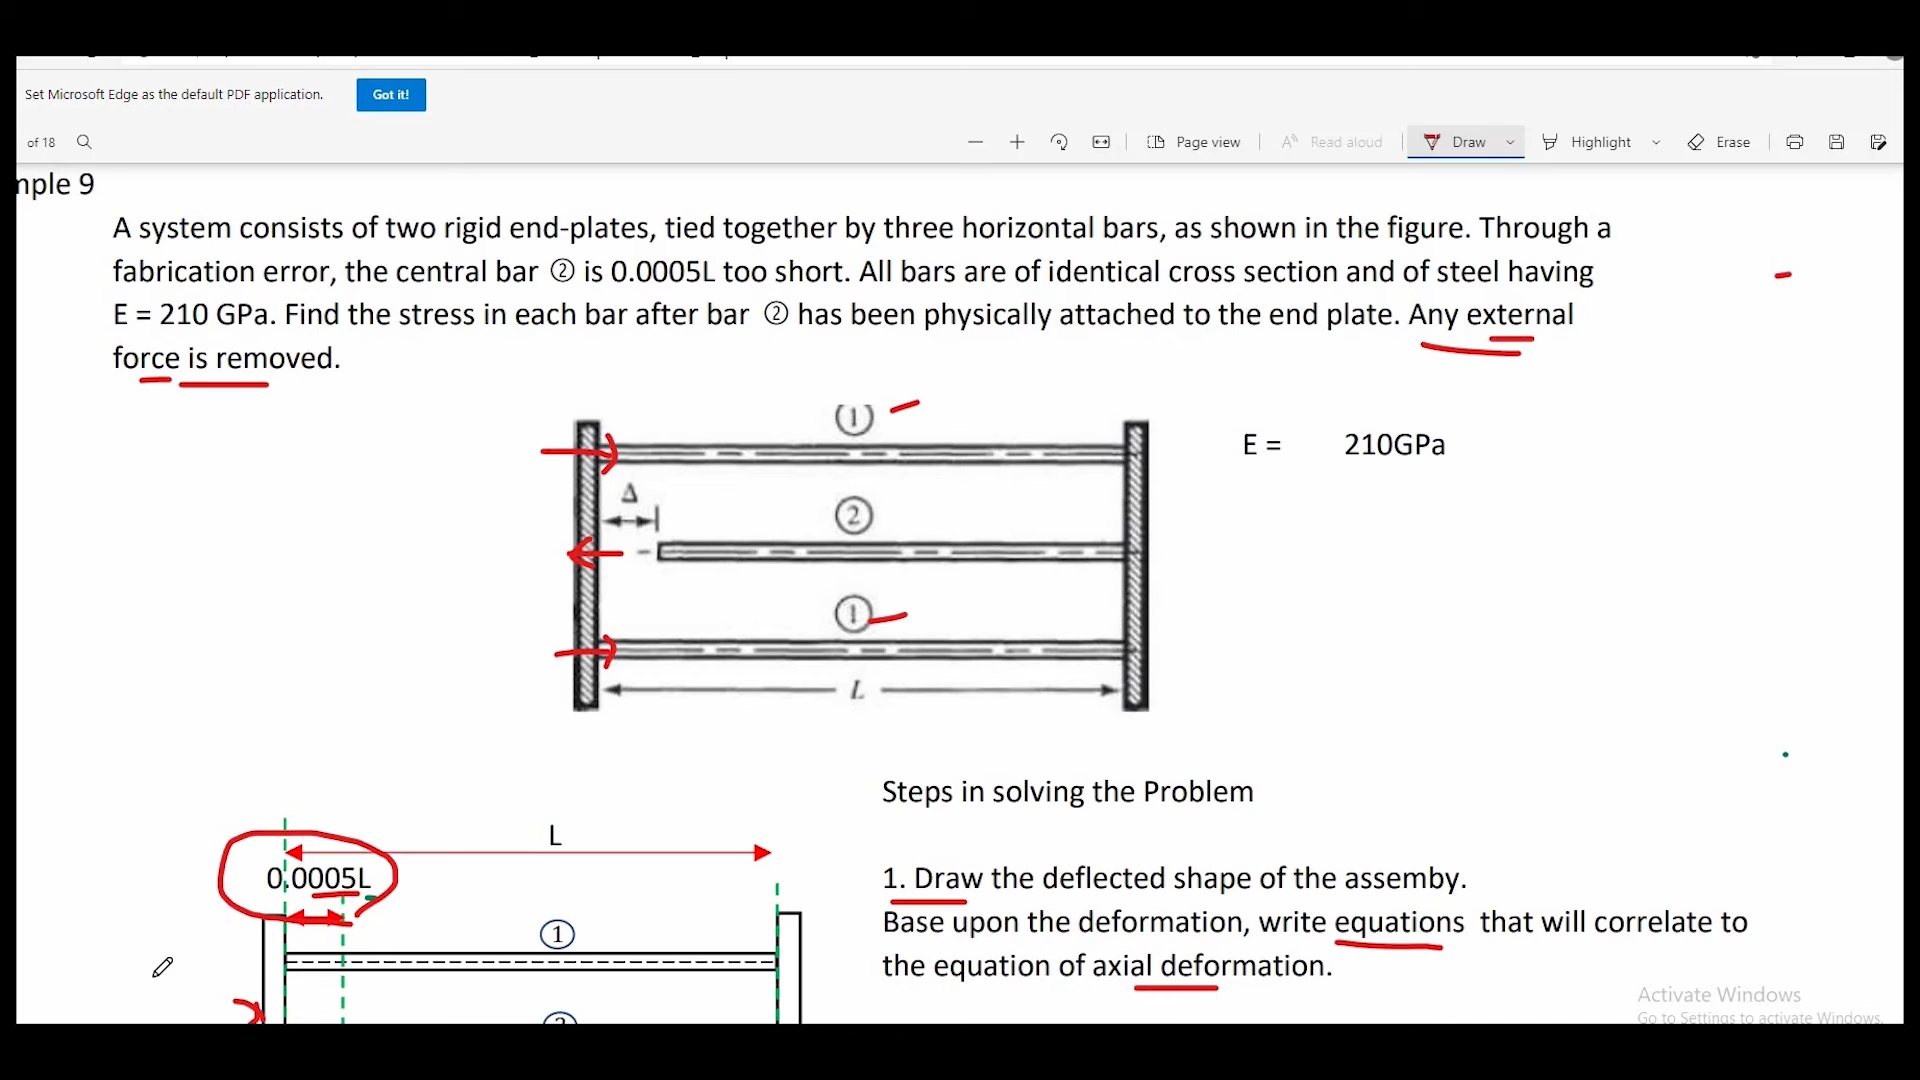 Set Microsoft Edge as the default PDF application.
Got it!
of 18
Page view
Read aloud
Draw
Highlight
Erase
mple 9
A system consists of two rigid end-plates, tied together by three horizontal bars, as shown in the figure. Through a
fabrication error, the central bar ② is 0.0005L too short. All bars are of identical cross section and of steel having
E = 210 GPa. Find the stress in each bar after bar ② has been physically attached to the end plate. Any external
force is removed.
①
E = 210GPa
Δ
②
①
L
Steps in solving the Problem
L
0.0005L
1. Draw the deflected shape of the assemby.
①
Base upon the deformation, write equations that will correlate to
the equation of axial deformation.
②
Activate Windows
Go to Settings to activate Windows.